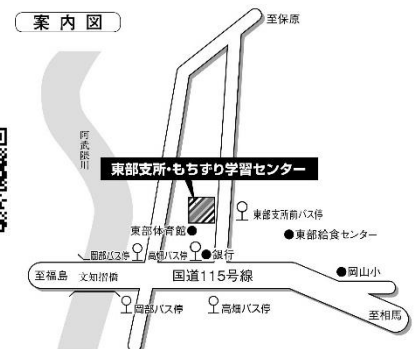 案内図
至保原
阿武隈川
東部支所・もちずり学習センター
東部支所前バス停
東部体育館
東部給食センター
岡部バス停
高畑バス停
銀行
岡山小
至福島
文知摺橋
国道115号線
至相馬
岡部バス停
高畑バス停